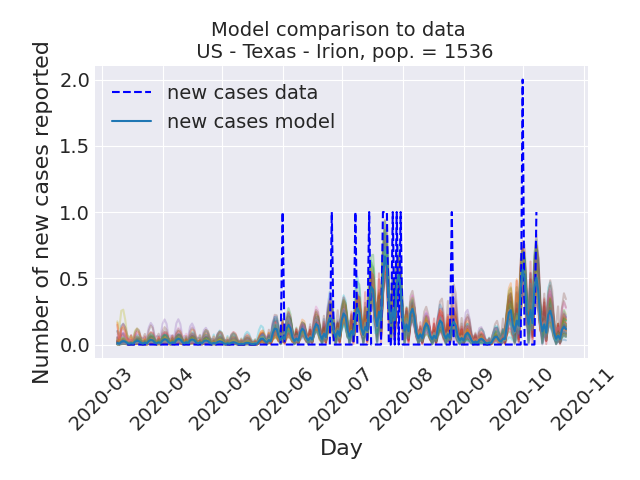 Model comparison to data
US - Texas - Irion, pop. = 1536
Number of new cases reported
2.0
1.5
1.0
0.5
0.0
new cases data
new cases model
2020-03
2020-04
2020-05
2020-06
2020-07
2020-08
2020-09
2020-10
2020-11
Day